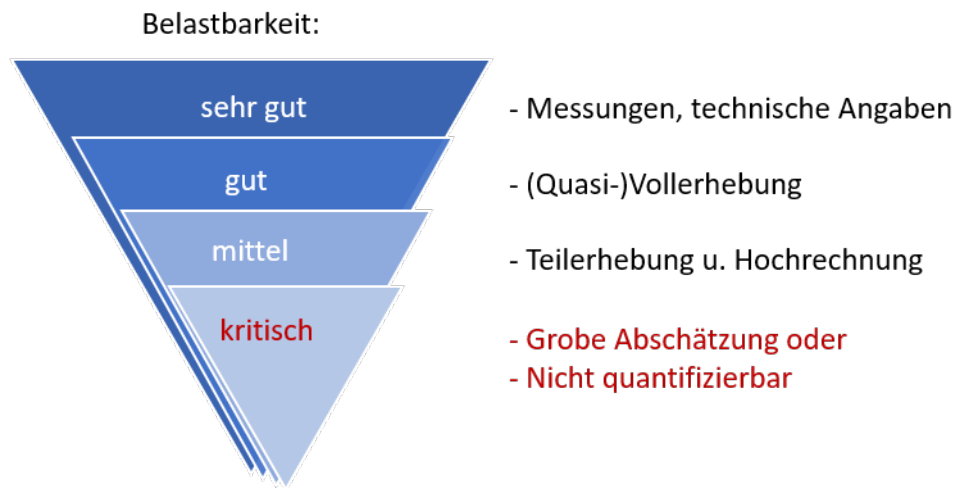 Belastbarkeit:
sehr gut
- Messungen, technische Angaben
gut
- (Quasi-)Vollerhebung
mittel
- Teilerhebung u. Hochrechnung
kritisch
- Grobe Abschätzung oder
- Nicht quantifizierbar